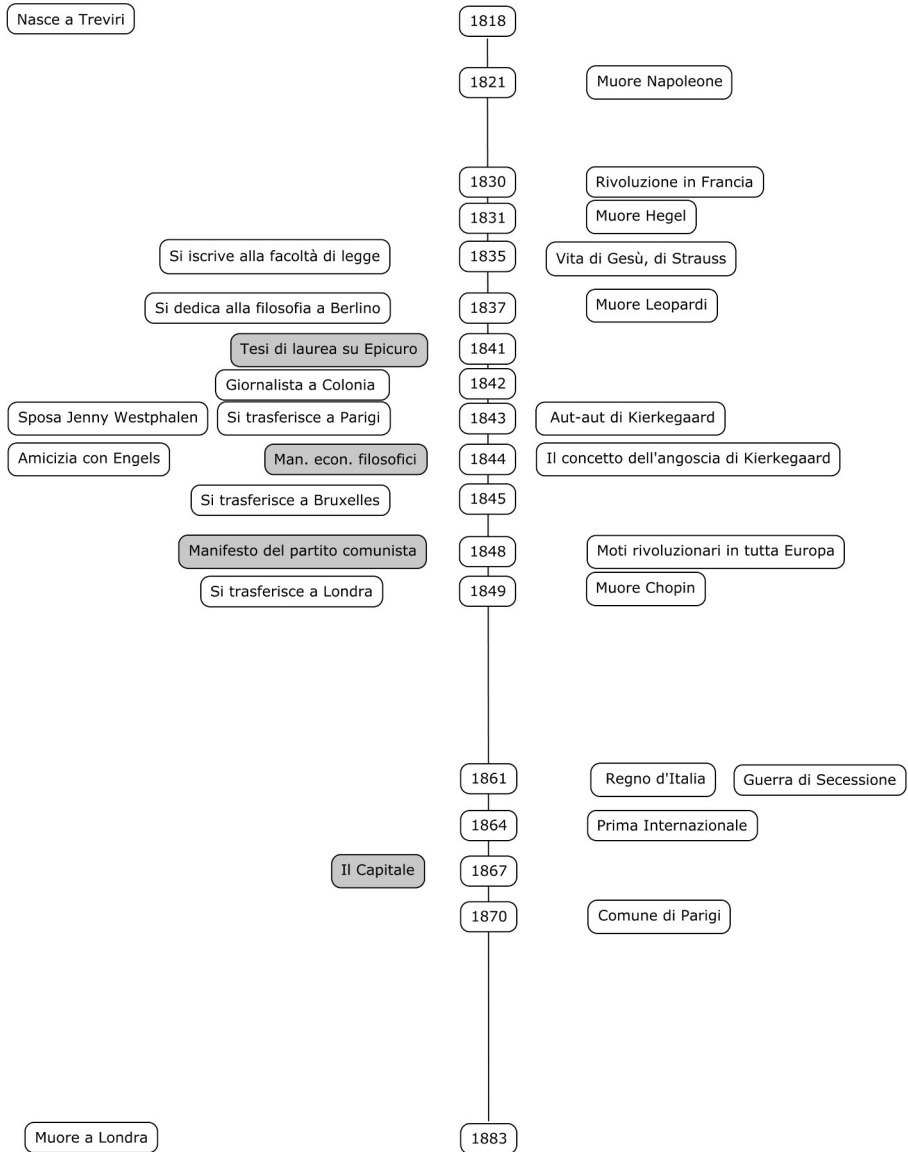 Nasce a Treviri
1818
1821
Muore Napoleone
1830
Rivoluzione in Francia
1831
Muore Hegel
Si iscrive alla facoltà di legge
1835
Vita di Gesù, di Strauss
Si dedica alla filosofia a Berlino
1837
Muore Leopardi
Tesi di laurea su Epicuro
1841
Giornalista a Colonia
1842
Sposa Jenny Westphalen
Si trasferisce a Parigi
1843
Aut-aut di Kierkegaard
Amicizia con Engels
Man. econ. filosofici
1844
Il concetto dell'angoscia di Kierkegaard
Si trasferisce a Bruxelles
1845
Manifesto del partito comunista
1848
Moti rivoluzionari in tutta Europa
Si trasferisce a Londra
1849
Muore Chopin
1861
Regno d'Italia
Guerra di Secessione
1864
Prima Internazionale
Il Capitale
1867
1870
Comune di Parigi
Muore a Londra
1883